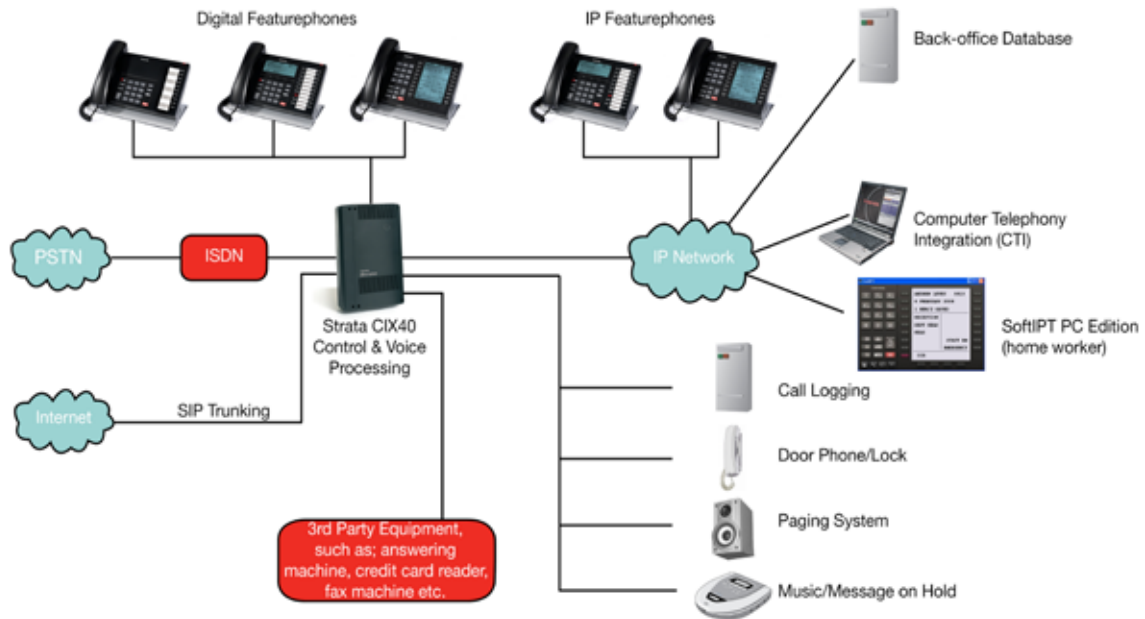 Digital Featurephones
IP Featurephones
Back-office Database
Computer Telephony
Integration (CTI)
PSTN
ISDN
IP Network
Strata CIX40
Control & Voice
Processing
SoftIPT PC Edition
(home worker)
Internet
SIP Trunking
Call Logging
Door Phone/Lock
Paging System
Music/Message on Hold
3rd Party Equipment,
such as; answering
machine, credit card reader,
fax machine etc.